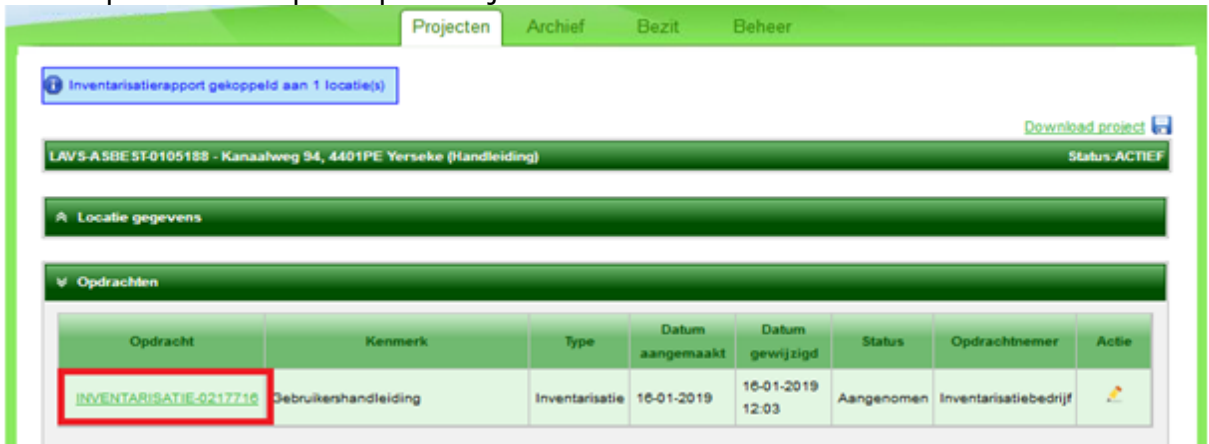 Projecten Archief Bezit Beheer
Inventarisatierapport gekoppeld aan 1 locatie(s)
Download project
LAVS-ASBEST-0105188 - Kanaalweg 94, 4401PE Yerseke (Handleiding) Status:ACTIEF
Locatie gegevens
Opdrachten
Opdracht Kenmerk Type Datum aangemaakt Datum gewijzigd Status Opdrachtnemer Actie
INVENTARISATIE-0217716 Gebruikershandleiding Inventarisatie 16-01-2019 16-01-2019 12:03 Aangenomen Inventarisatiebedrijf